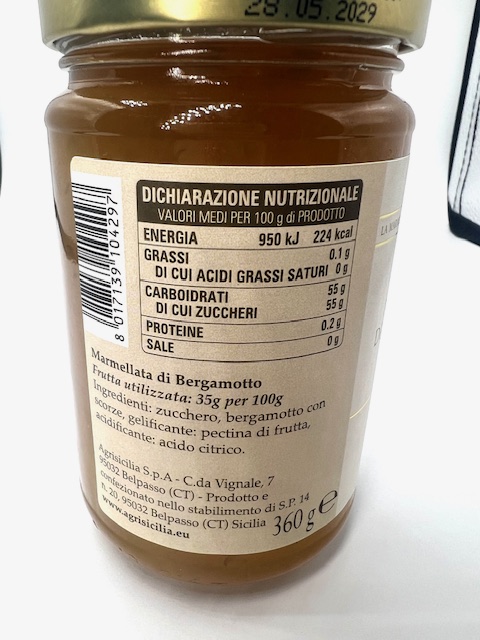 28.05.2029
DICHIARAZIONE NUTRIZIONALE
VALORI MEDI PER 100 g di PRODOTTO
ENERGIA 950 kJ 224 kcal
GRASSI 0.1 g
DI CUI ACIDI GRASSI SATURI 0 g
CARBOIDRATI 55 g
DI CUI ZUCCHERI 55 g
PROTEINE 0.2 g
SALE 0 g
8 017139 104297
Marmellata di Bergamotto
Frutta utilizzata: 35g per 100g
Ingredienti: zucchero, bergamotto con
scorze, gelificante: pectina di frutta,
acidificante: acido citrico.
Agrisicilia S.p.A - C.da Vignale, 7
95032 Belpasso (CT) - Prodotto e
confezionato nello stabilimento di S.P. 14
n. 20, 95032 Belpasso (CT) Sicilia
www.agrisicilia.eu
360 g e